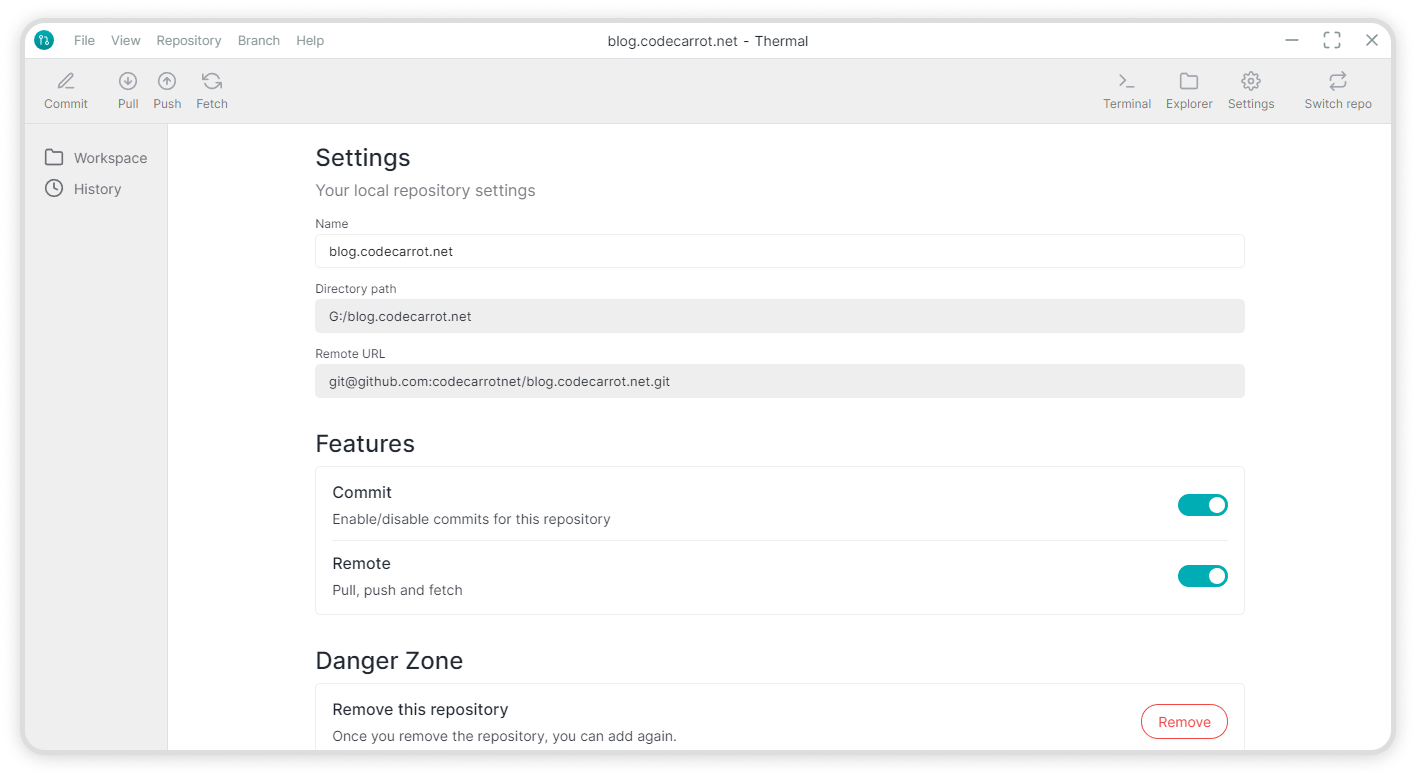 File View Repository Branch Help
blog.codecarrot.net - Thermal
Commit Pull Push Fetch
Terminal Explorer Settings Switch repo
Workspace
History
Settings
Your local repository settings
Name
blog.codecarrot.net
Directory path
G:/blog.codecarrot.net
Remote URL
git@github.com:codecarrotnet/blog.codecarrot.net.git
Features
Commit
Enable/disable commits for this repository
Remote
Pull, push and fetch
Danger Zone
Remove this repository
Once you remove the repository, you can add again.
Remove